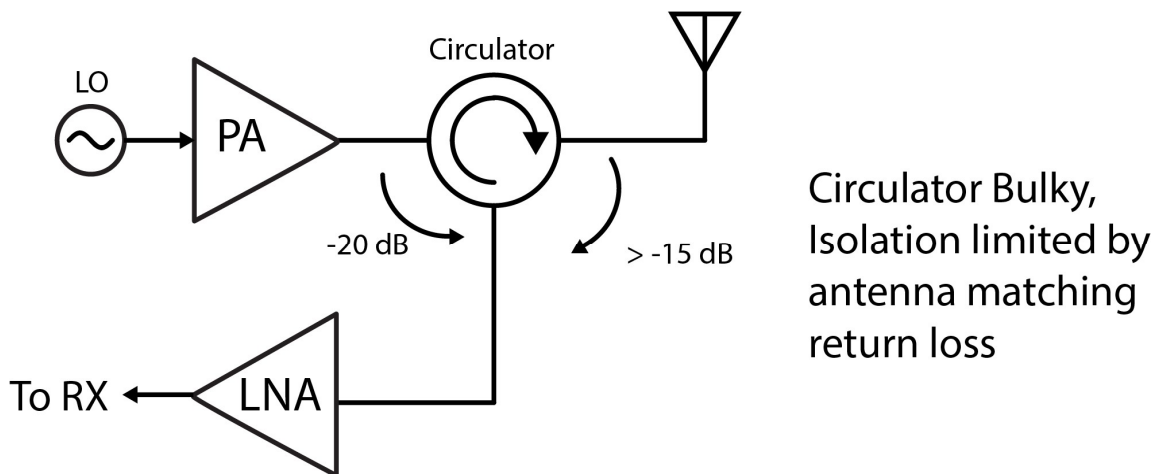 LO
PA
Circulator
-20 dB
> -15 dB
To RX
LNA
Circulator Bulky,
Isolation limited by
antenna matching
return loss